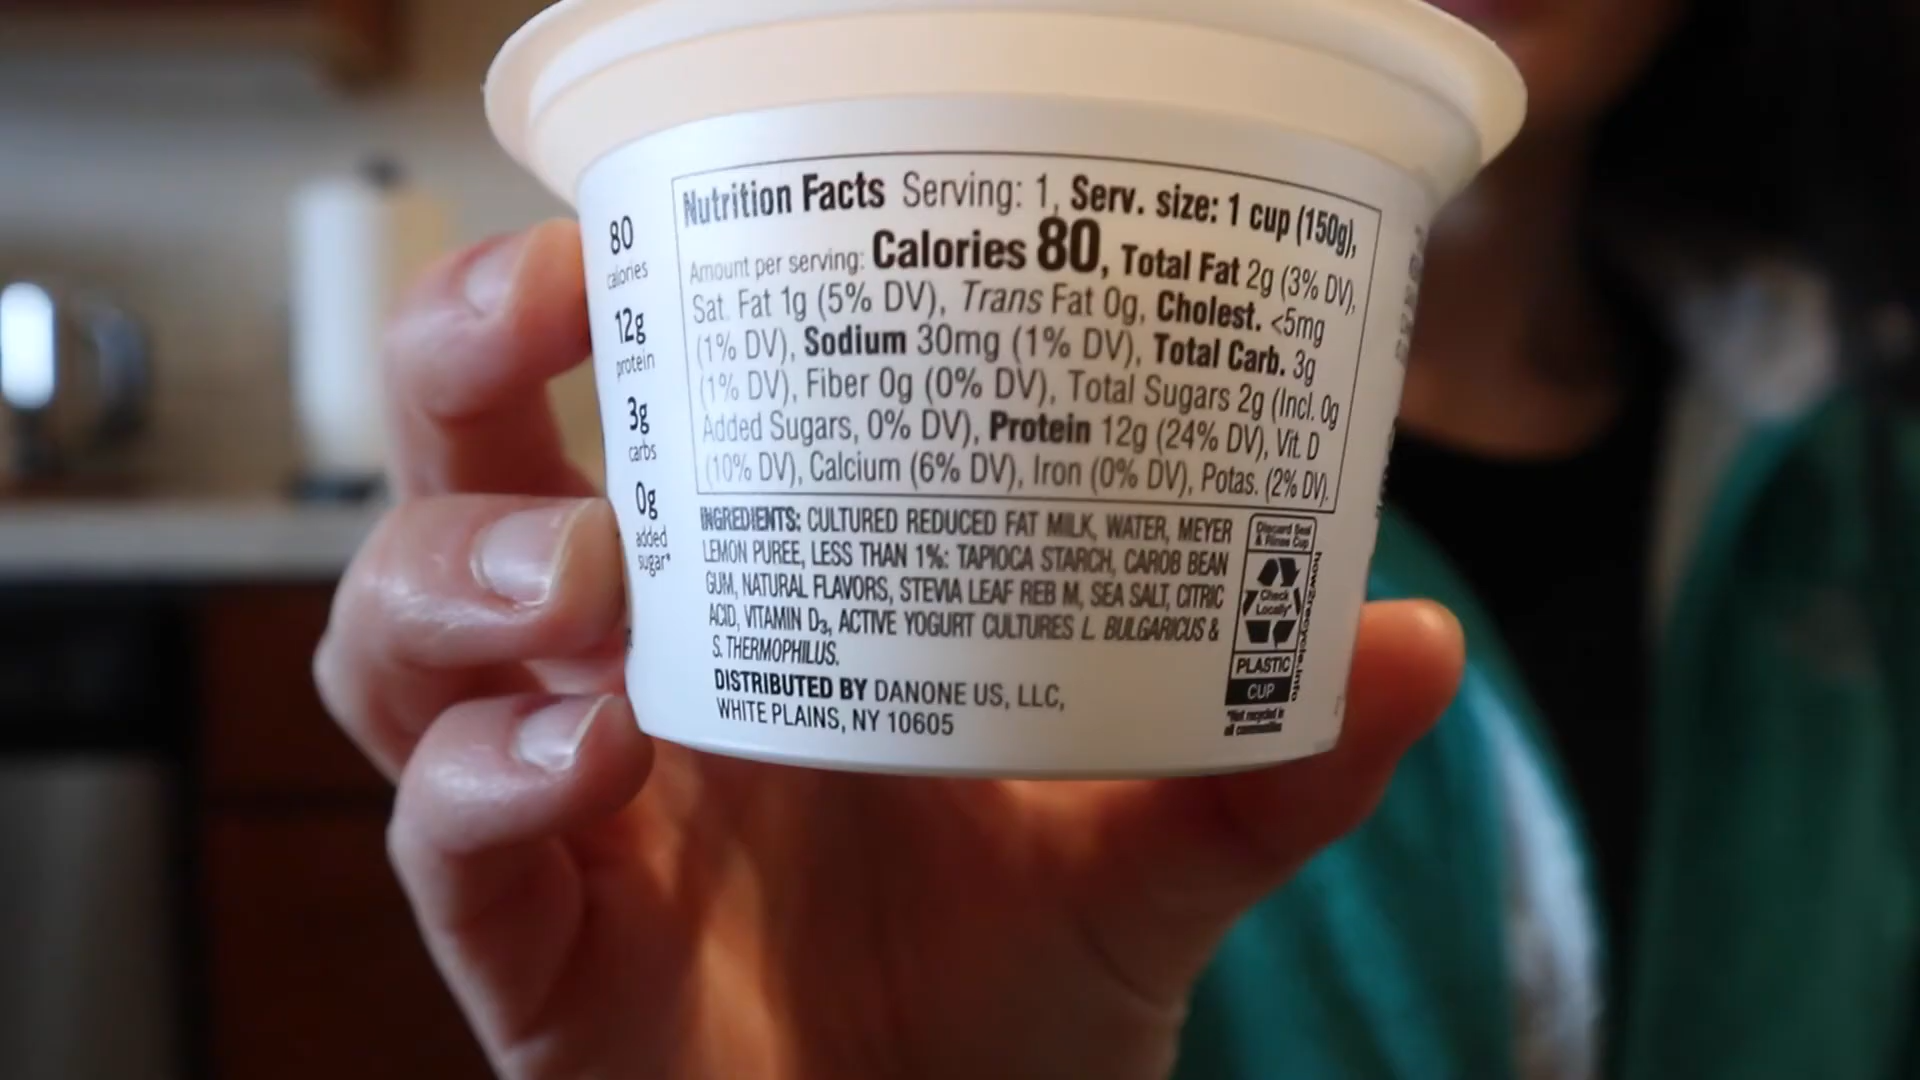 80
calories
12g
protein
3g
carbs
0g
added
sugar*
Nutrition Facts Serving: 1, Serv. size: 1 cup (150g),
Amount per serving: Calories 80, Total Fat 2g (3% DV),
Sat. Fat 1g (5% DV), Trans Fat 0g, Cholest. <5mg
(1% DV), Sodium 30mg (1% DV), Total Carb. 3g
(1% DV), Fiber 0g (0% DV), Total Sugars 2g (Incl. 0g
Added Sugars, 0% DV), Protein 12g (24% DV), Vit. D
(10% DV), Calcium (6% DV), Iron (0% DV), Potas. (2% DV).
INGREDIENTS: CULTURED REDUCED FAT MILK, WATER, MEYER
LEMON PUREE, LESS THAN 1%: TAPIOCA STARCH, CAROB BEAN
GUM, NATURAL FLAVORS, STEVIA LEAF REB M, SEA SALT, CITRIC
ACID, VITAMIN D3, ACTIVE YOGURT CULTURES L. BULGARICUS &
S. THERMOPHILUS.
DISTRIBUTED BY DANONE US, LLC,
WHITE PLAINS, NY 10605
Discard Seal
& Rinse Cup
Check
Locally*
PLASTIC
CUP
*Not recycled in
all communities
how2recycle.info